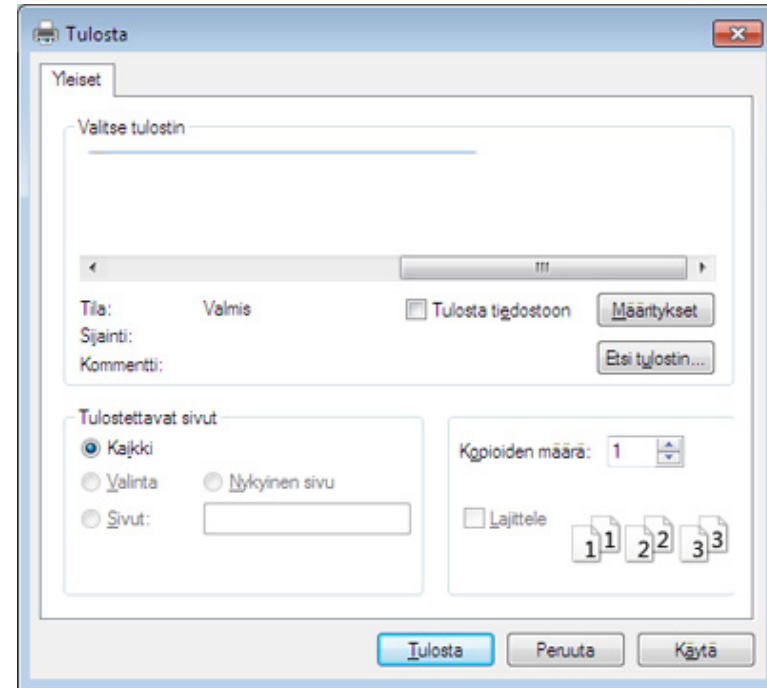 Tulosta
Yleiset
Valitse tulostin
Tila: Valmis
Tulosta tiedostoon
Määritykset
Sijainti:
Kommentti:
Etsi tulostin...
Tulostettavat sivut
Kaikki
Valinta
Nykyinen sivu
Sivut:
Kopioiden määrä: 1
Lajittele
1 1 2 2 3 3
Tulosta Peruuta Käytä